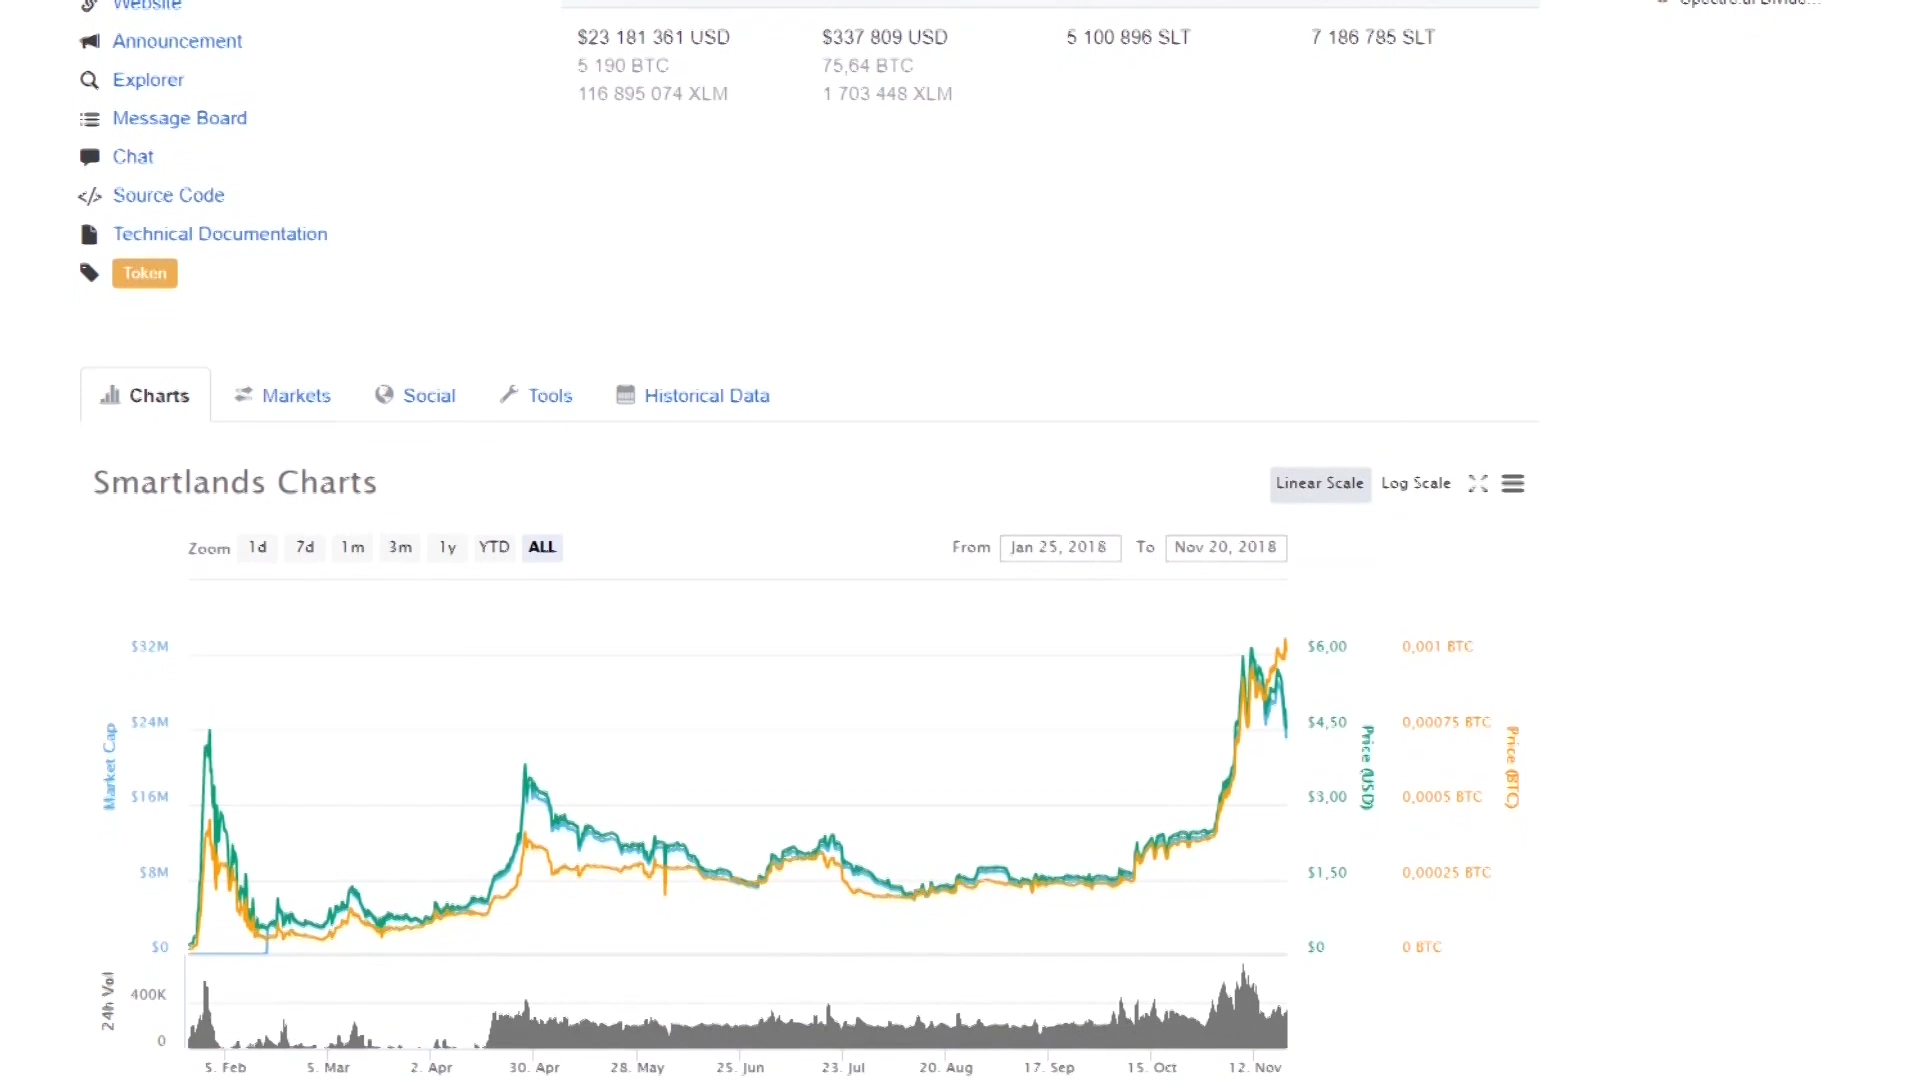 Website
Announcement
Explorer
Message Board
Chat
Source Code
Technical Documentation
Token
$23 181 361 USD
5 190 BTC
116 895 074 XLM
$337 809 USD
75,64 BTC
1 703 448 XLM
5 100 896 SLT
7 186 785 SLT
Charts Markets Social Tools Historical Data
Smartlands Charts
Linear Scale Log Scale
Zoom 1d 7d 1m 3m 1y YTD ALL
From Jan 25, 2018 To Nov 20, 2018
$32M
$24M
$16M
$8M
$0
Market Cap
$6,00
$4,50
$3,00
$1,50
$0
Price (USD)
0,001 BTC
0,00075 BTC
0,0005 BTC
0,00025 BTC
0 BTC
Price (BTC)
24h Vol
400K
0
5. Feb 5. Mar 2. Apr 30. Apr 28. May 25. Jun 23. Jul 20. Aug 17. Sep 15. Oct 12. Nov